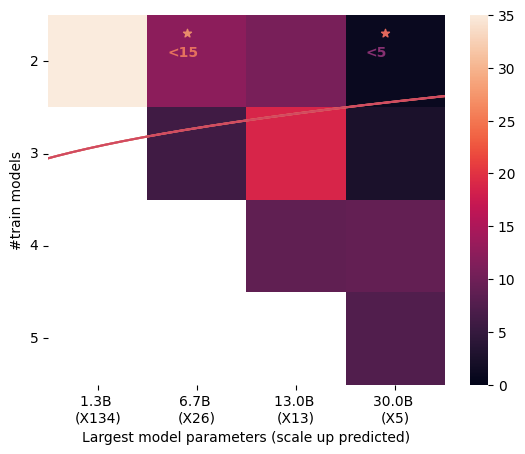 35
30
25
20
15
10
5
0
2
3
4
5
#train models
<15
<5
1.3B
(X134)
6.7B
(X26)
13.0B
(X13)
30.0B
(X5)
Largest model parameters (scale up predicted)